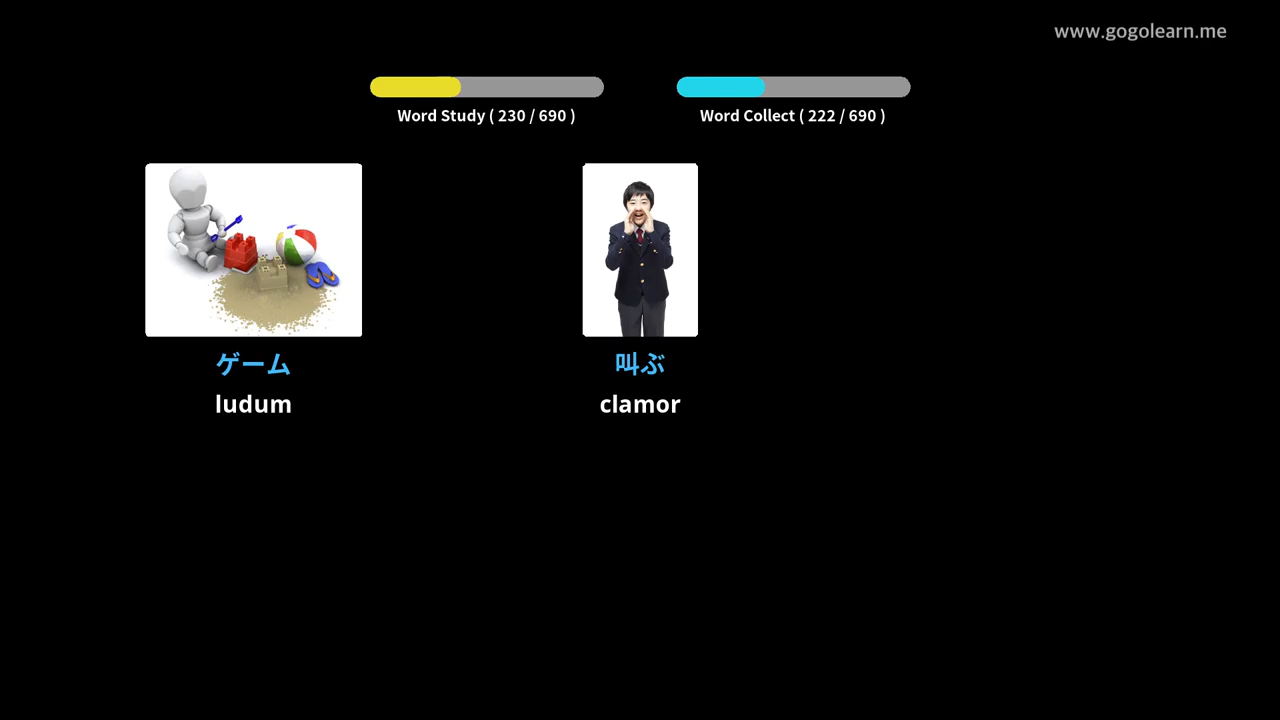 www.gogolearn.me
Word Study ( 230 / 690 )
Word Collect ( 222 / 690 )
ゲーム
ludum
叫ぶ
clamor